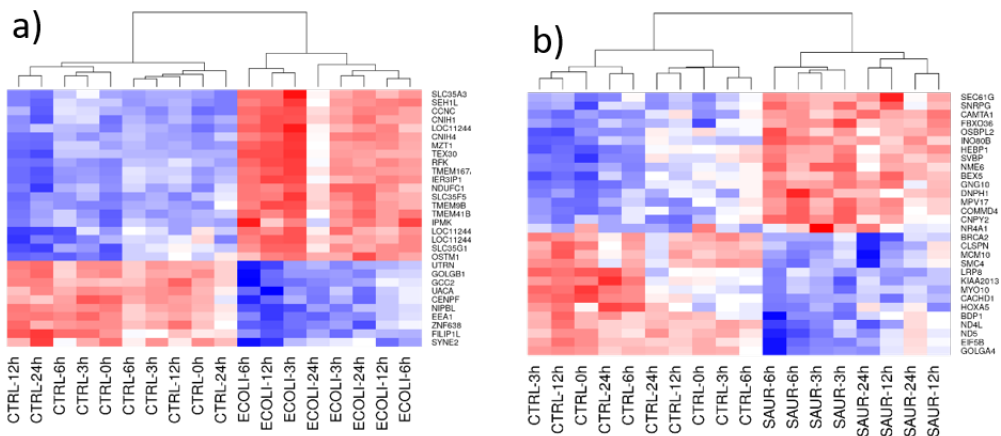 a)
SLC35A3
SEH1L
CCNC
CNIH1
LOC11244
CNIH4
MZT1
TEX30
RFK
TMEM167A
IER3IP1
NDUFC1
SLC35F5
TMEM9B
TMEM41B
IPMK
LOC11244
LOC11244
SLC35G1
OSTM1
UTRN
GOLGB1
GCC2
UACA
CENPF
NIPBL
EEA1
ZNF638
FILIP1L
SYNE2
CTRL-12h
CTRL-24h
CTRL-6h
CTRL-3h
CTRL-0h
CTRL-6h
CTRL-3h
CTRL-12h
CTRL-0h
CTRL-24h
ECOLI-6h
ECOLI-12h
ECOLI-3h
ECOLI-24h
ECOLI-3h
ECOLI-24h
ECOLI-12h
ECOLI-6h
b)
SEC61G
SNRPG
CAMTA1
FBXO36
OSBPL2
INO80B
HEBP1
SVBP
NME6
BEX5
GNG10
DNPH1
MPV17
COMMD4
CNPY2
NR4A1
BRCA2
CLSPN
MCM10
SMC4
LRP8
KIAA2013
MYO10
CACHD1
HOXA5
BDP1
ND4L
ND5
EIF5B
GOLGA4
CTRL-3h
CTRL-12h
CTRL-0h
CTRL-24h
CTRL-6h
CTRL-24h
CTRL-12h
CTRL-0h
CTRL-3h
CTRL-6h
SAUR-6h
SAUR-6h
SAUR-3h
SAUR-3h
SAUR-24h
SAUR-12h
SAUR-24h
SAUR-12h